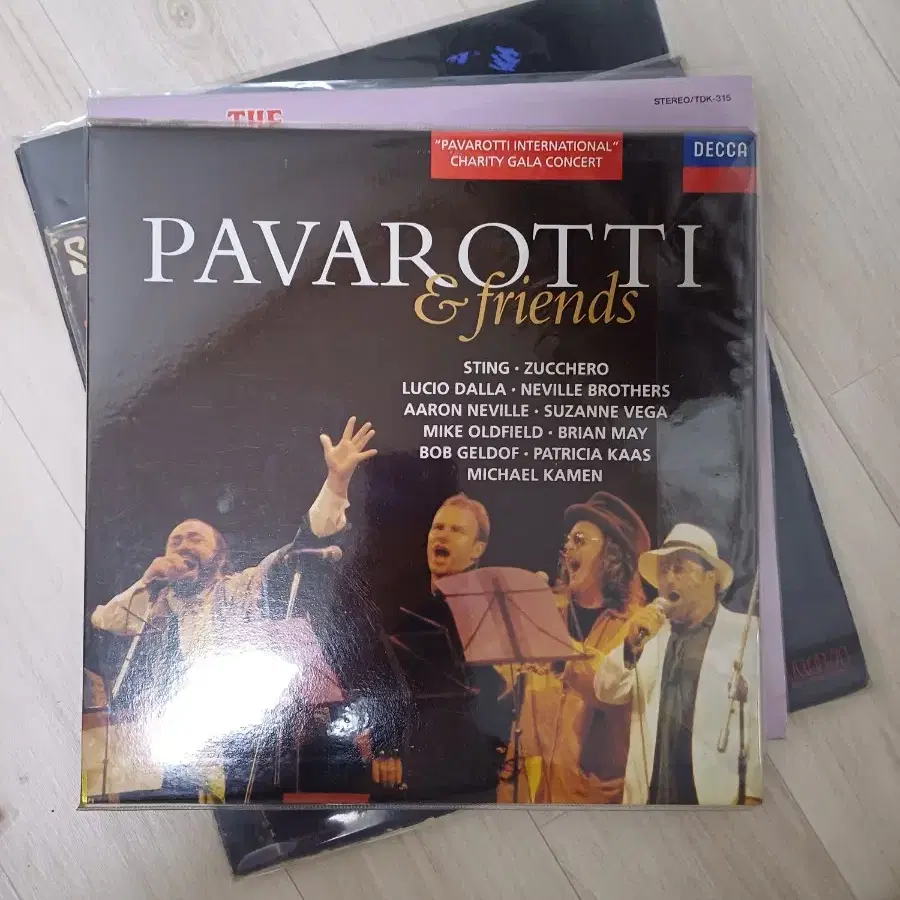 STEREO/TDK-315
THE
"PAVAROTTI INTERNATIONAL"
CHARITY GALA CONCERT
DECCA
PAVAROTTI
& friends
STING · ZUCCHERO
LUCIO DALLA · NEVILLE BROTHERS
AARON NEVILLE · SUZANNE VEGA
MIKE OLDFIELD · BRIAN MAY
BOB GELDOF · PATRICIA KAAS
MICHAEL KAMEN